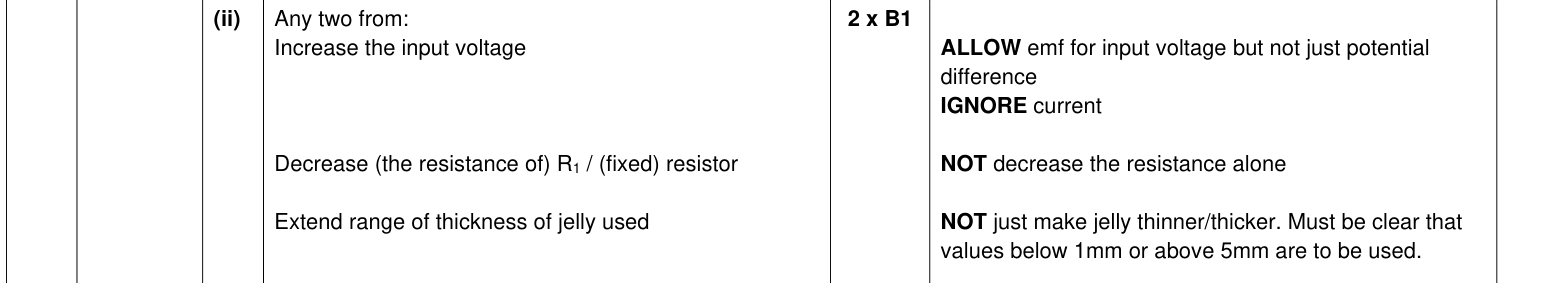 (ii) Any two from: 2 x B1
Increase the input voltage ALLOW emf for input voltage but not just potential
difference
IGNORE current
Decrease (the resistance of) R₁ / (fixed) resistor NOT decrease the resistance alone
Extend range of thickness of jelly used NOT just make jelly thinner/thicker. Must be clear that
values below 1mm or above 5mm are to be used.